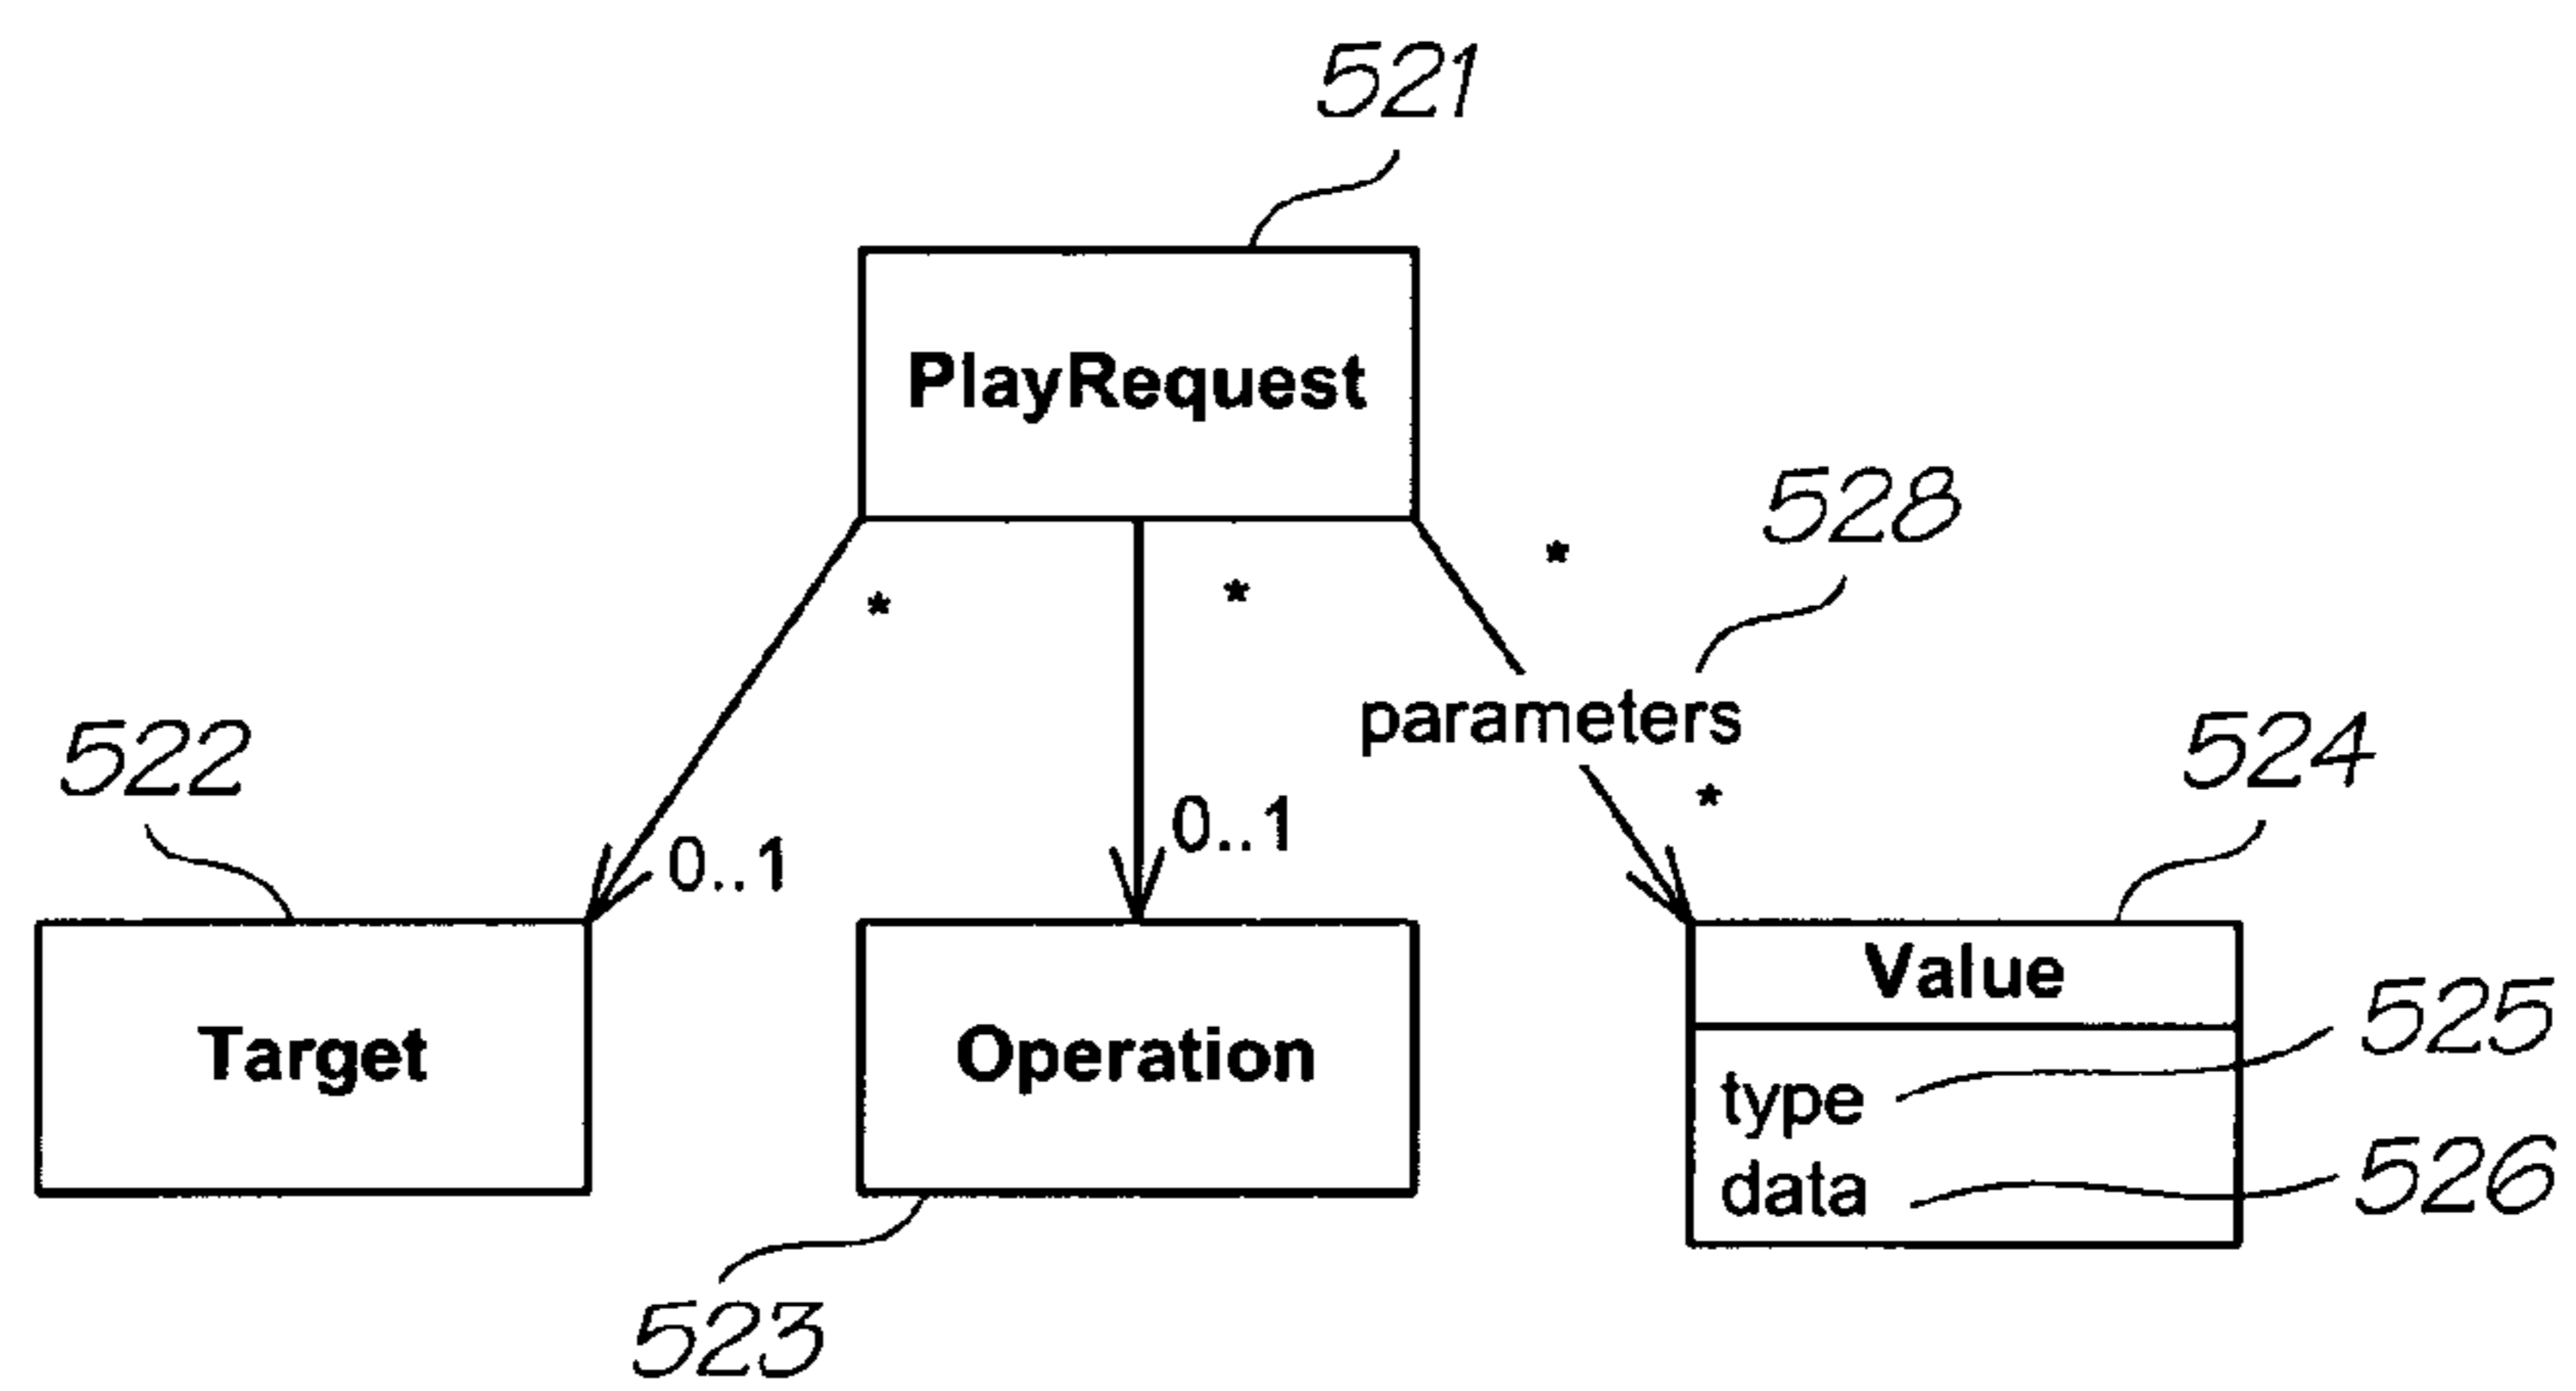 521
PlayRequest
528
*
*
*
parameters
522
524
*
0..1
0..1
Value
Target
Operation
type
525
data
526
523